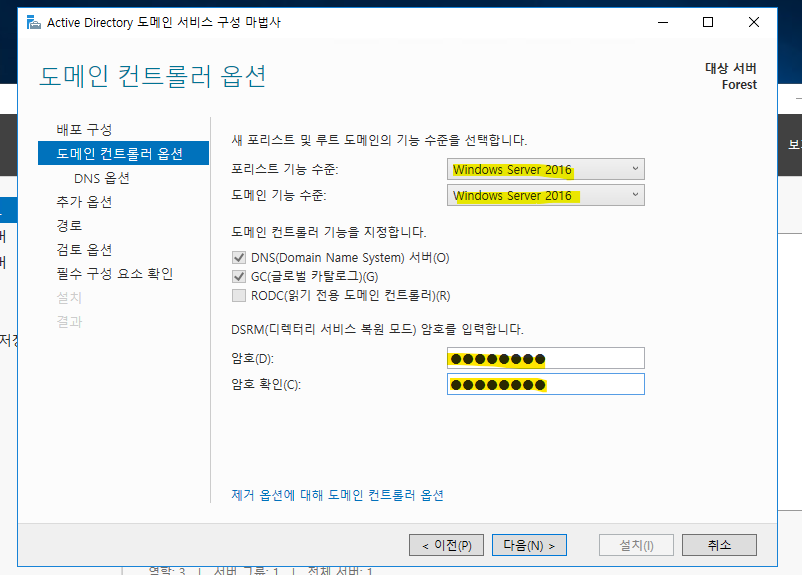 Active Directory 도메인 서비스 구성 마법사
도메인 컨트롤러 옵션
대상 서버
Forest
배포 구성
도메인 컨트롤러 옵션
DNS 옵션
추가 옵션
경로
검토 옵션
필수 구성 요소 확인
설치
결과
새 포리스트 및 루트 도메인의 기능 수준을 선택합니다.
포리스트 기능 수준: Windows Server 2016
도메인 기능 수준: Windows Server 2016
도메인 컨트롤러 기능을 지정합니다.
DNS(Domain Name System) 서버(O)
GC(글로벌 카탈로그)(G)
RODC(읽기 전용 도메인 컨트롤러)(R)
DSRM(디렉터리 서비스 복원 모드) 암호를 입력합니다.
암호(D): ●●●●●●●●
암호 확인(C): ●●●●●●●●
제거 옵션에 대해 도메인 컨트롤러 옵션
< 이전(P) 다음(N) > 설치(I) 취소
역할: 3 | 서버 그룹: 1 | 전체 서버: 1